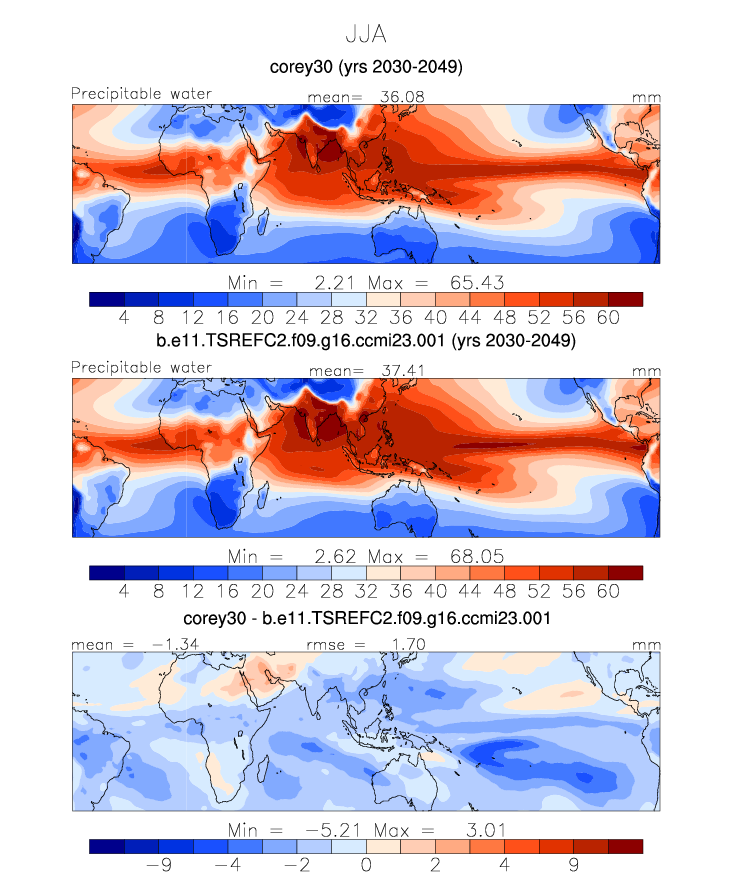 JJA
corey30 (yrs 2030-2049)
Precipitable water mean= 36.08 mm
Min = 2.21 Max = 65.43
4 8 12 16 20 24 28 32 36 40 44 48 52 56 60
b.e11.TSREFC2.f09.g16.ccmi23.001 (yrs 2030-2049)
Precipitable water mean= 37.41 mm
Min = 2.62 Max = 68.05
4 8 12 16 20 24 28 32 36 40 44 48 52 56 60
corey30 - b.e11.TSREFC2.f09.g16.ccmi23.001
mean = -1.34 rmse = 1.70 mm
Min = -5.21 Max = 3.01
-9 -4 -2 0 2 4 9